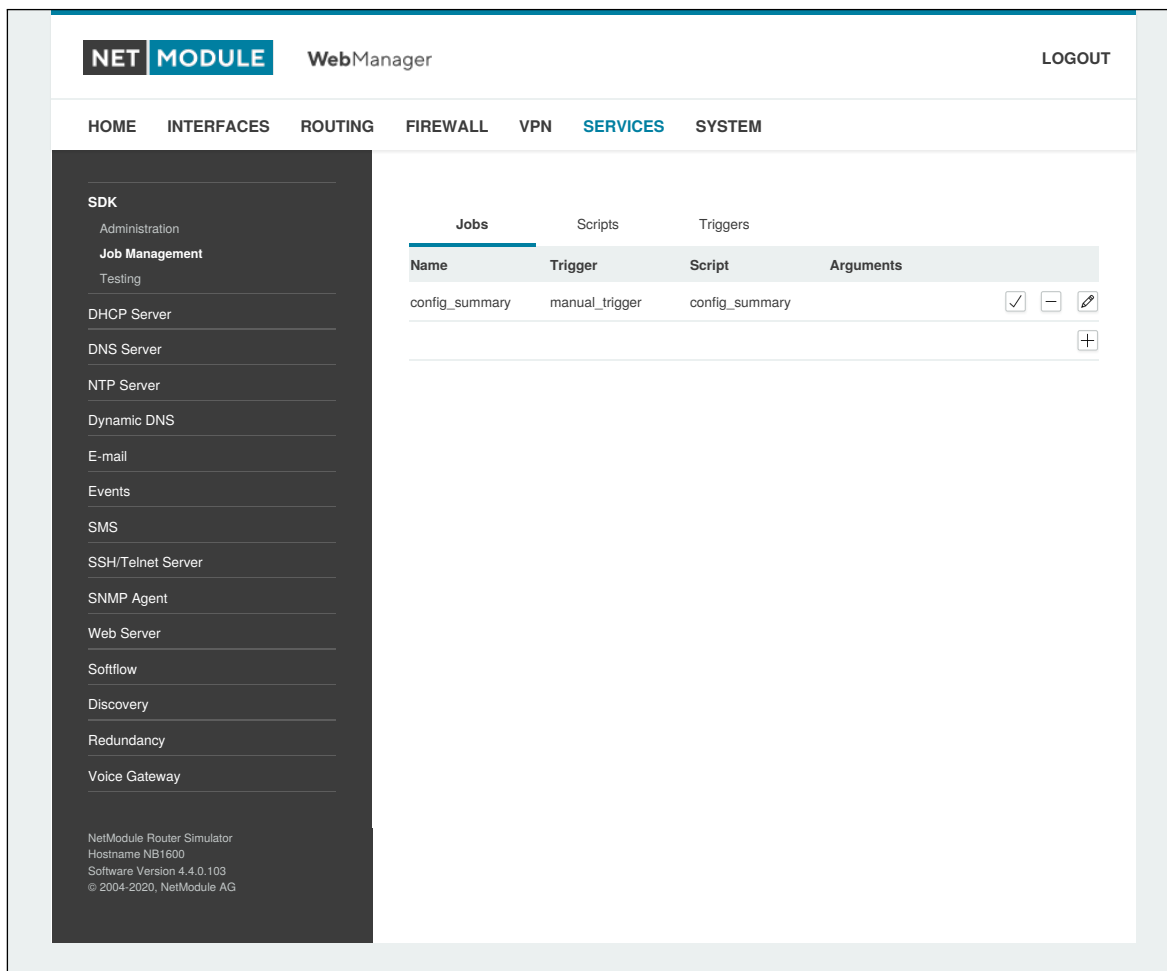 NET MODULE WebManager LOGOUT
HOME INTERFACES ROUTING FIREWALL VPN SERVICES SYSTEM
SDK
Administration
Job Management
Testing
DHCP Server
DNS Server
NTP Server
Dynamic DNS
E-mail
Events
SMS
SSH/Telnet Server
SNMP Agent
Web Server
Softflow
Discovery
Redundancy
Voice Gateway
NetModule Router Simulator
Hostname NB1600
Software Version 4.4.0.103
© 2004-2020, NetModule AG
Jobs Scripts Triggers
Name Trigger Script Arguments
config_summary manual_trigger config_summary